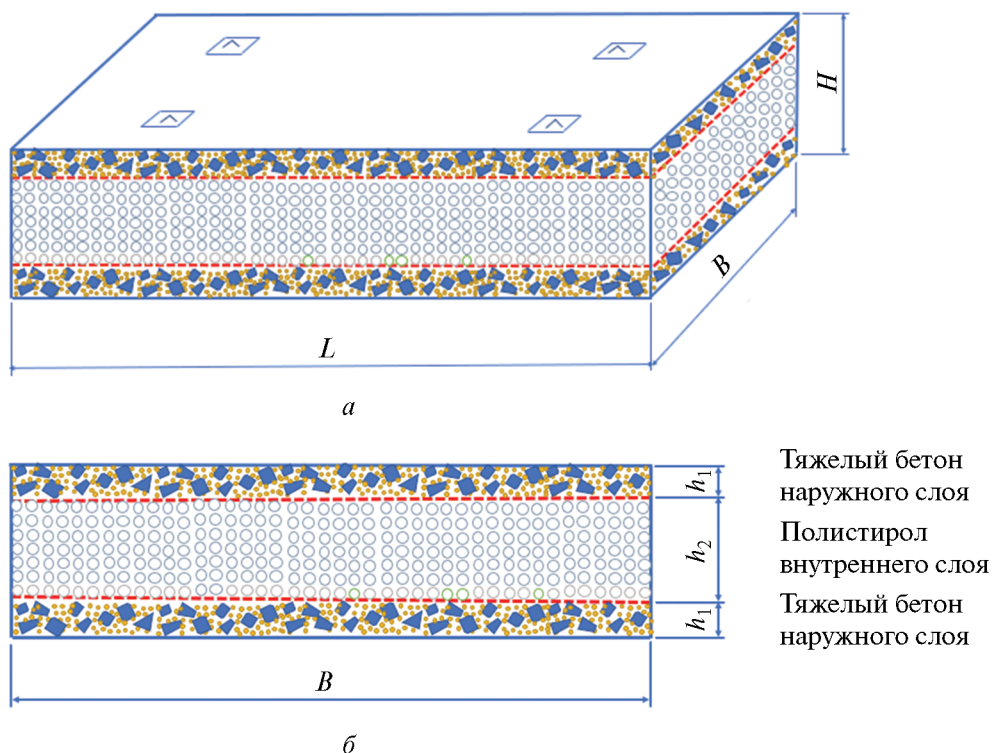 H
B
L
а
Тяжелый бетон
наружного слоя
h1
Полистирол
внутреннего слоя
h2
Тяжелый бетон
наружного слоя
h1
B
б